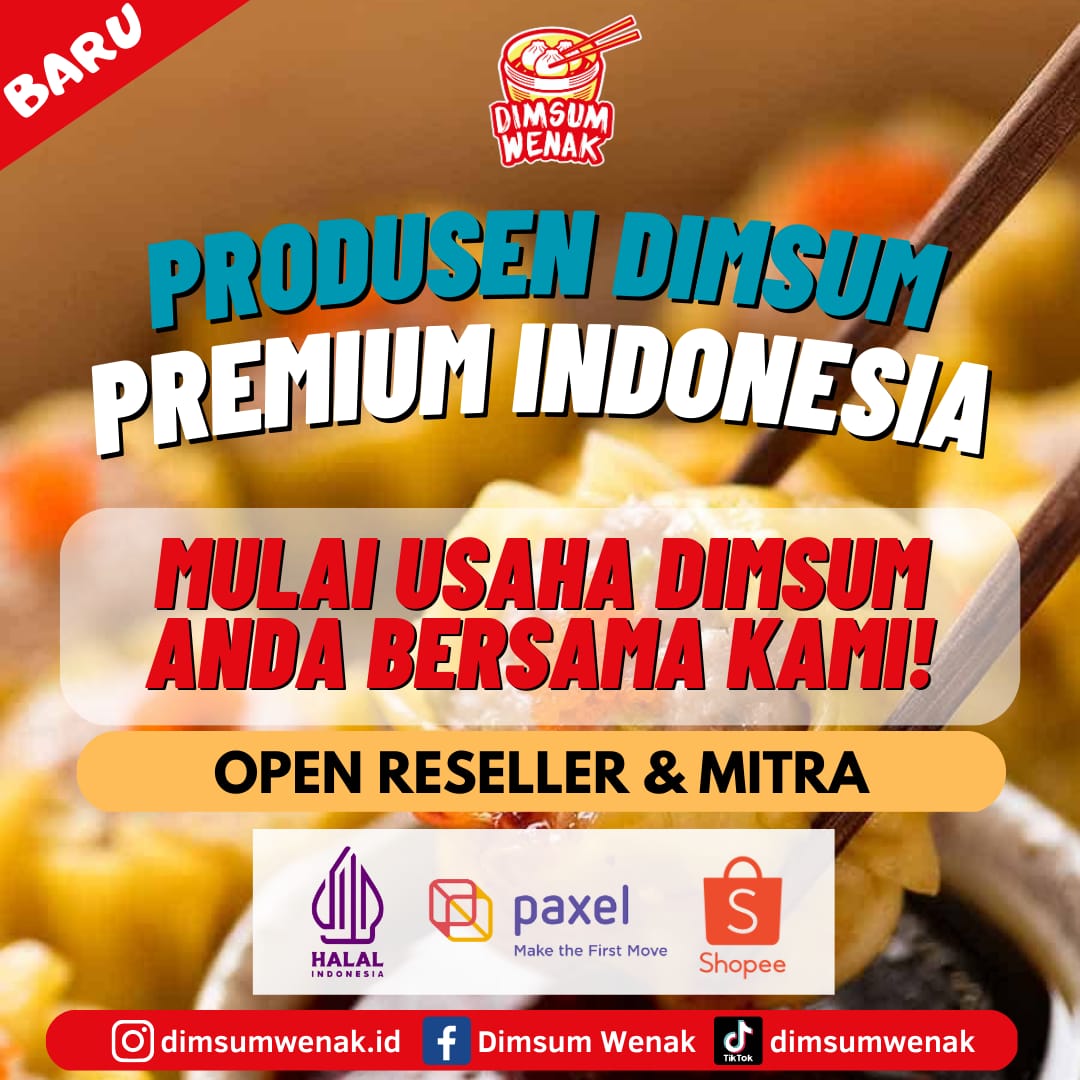 BARU
DIMSUM
WENAK
PRODUSEN DIMSUM
PREMIUM INDONESIA
MULAI USAHA DIMSUM
ANDA BERSAMA KAMI!
OPEN RESELLER & MITRA
HALAL
INDONESIA
paxel
Make the First Move
S
Shopee
dimsumwenak.id
f Dimsum Wenak
TikTok
dimsumwenak